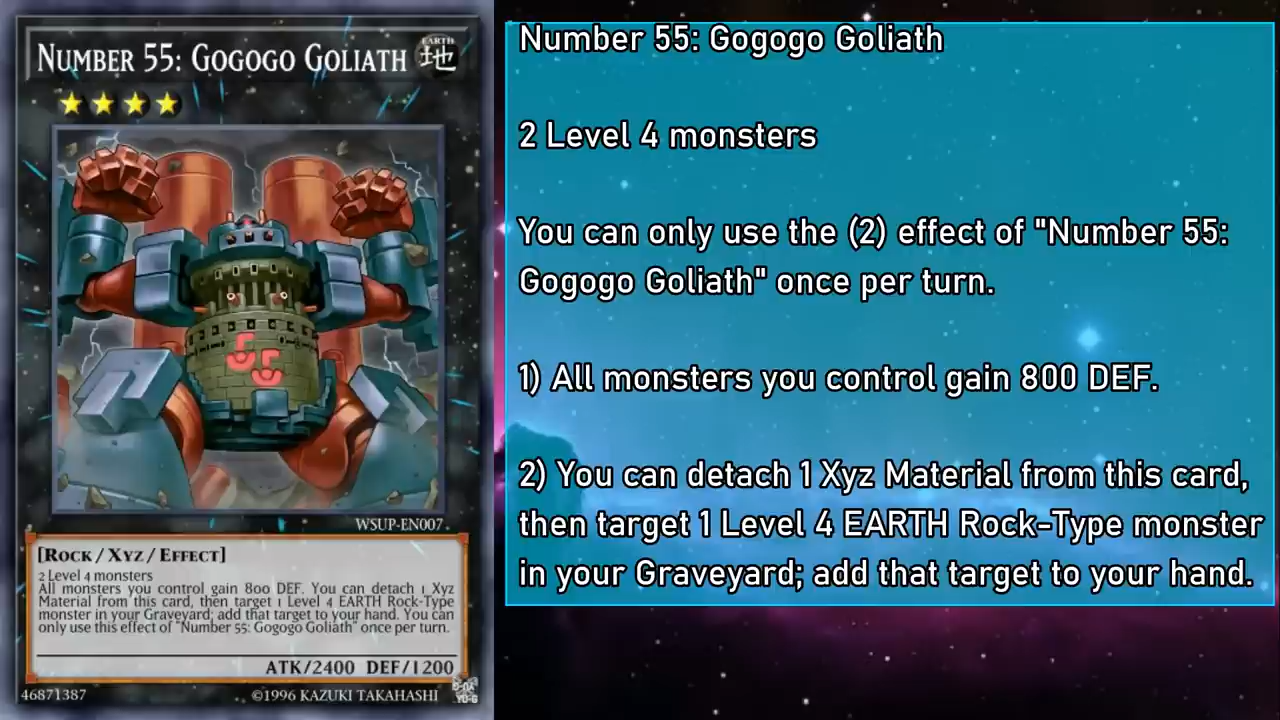 NUMBER 55: GOGOGO GOLIATH
EARTH
地
WSUP-EN007
[ROCK / XYZ / EFFECT]
2 Level 4 monsters
All monsters you control gain 800 DEF. You can detach 1 Xyz
Material from this card, then target 1 Level 4 EARTH Rock-Type
monster in your Graveyard; add that target to your hand. You can
only use this effect of "Number 55: Gogogo Goliath" once per turn.
ATK/2400 DEF/1200
46871387
©1996 KAZUKI TAKAHASHI
Number 55: Gogogo Goliath
2 Level 4 monsters
You can only use the (2) effect of "Number 55:
Gogogo Goliath" once per turn.
1) All monsters you control gain 800 DEF.
2) You can detach 1 Xyz Material from this card,
then target 1 Level 4 EARTH Rock-Type monster
in your Graveyard; add that target to your hand.